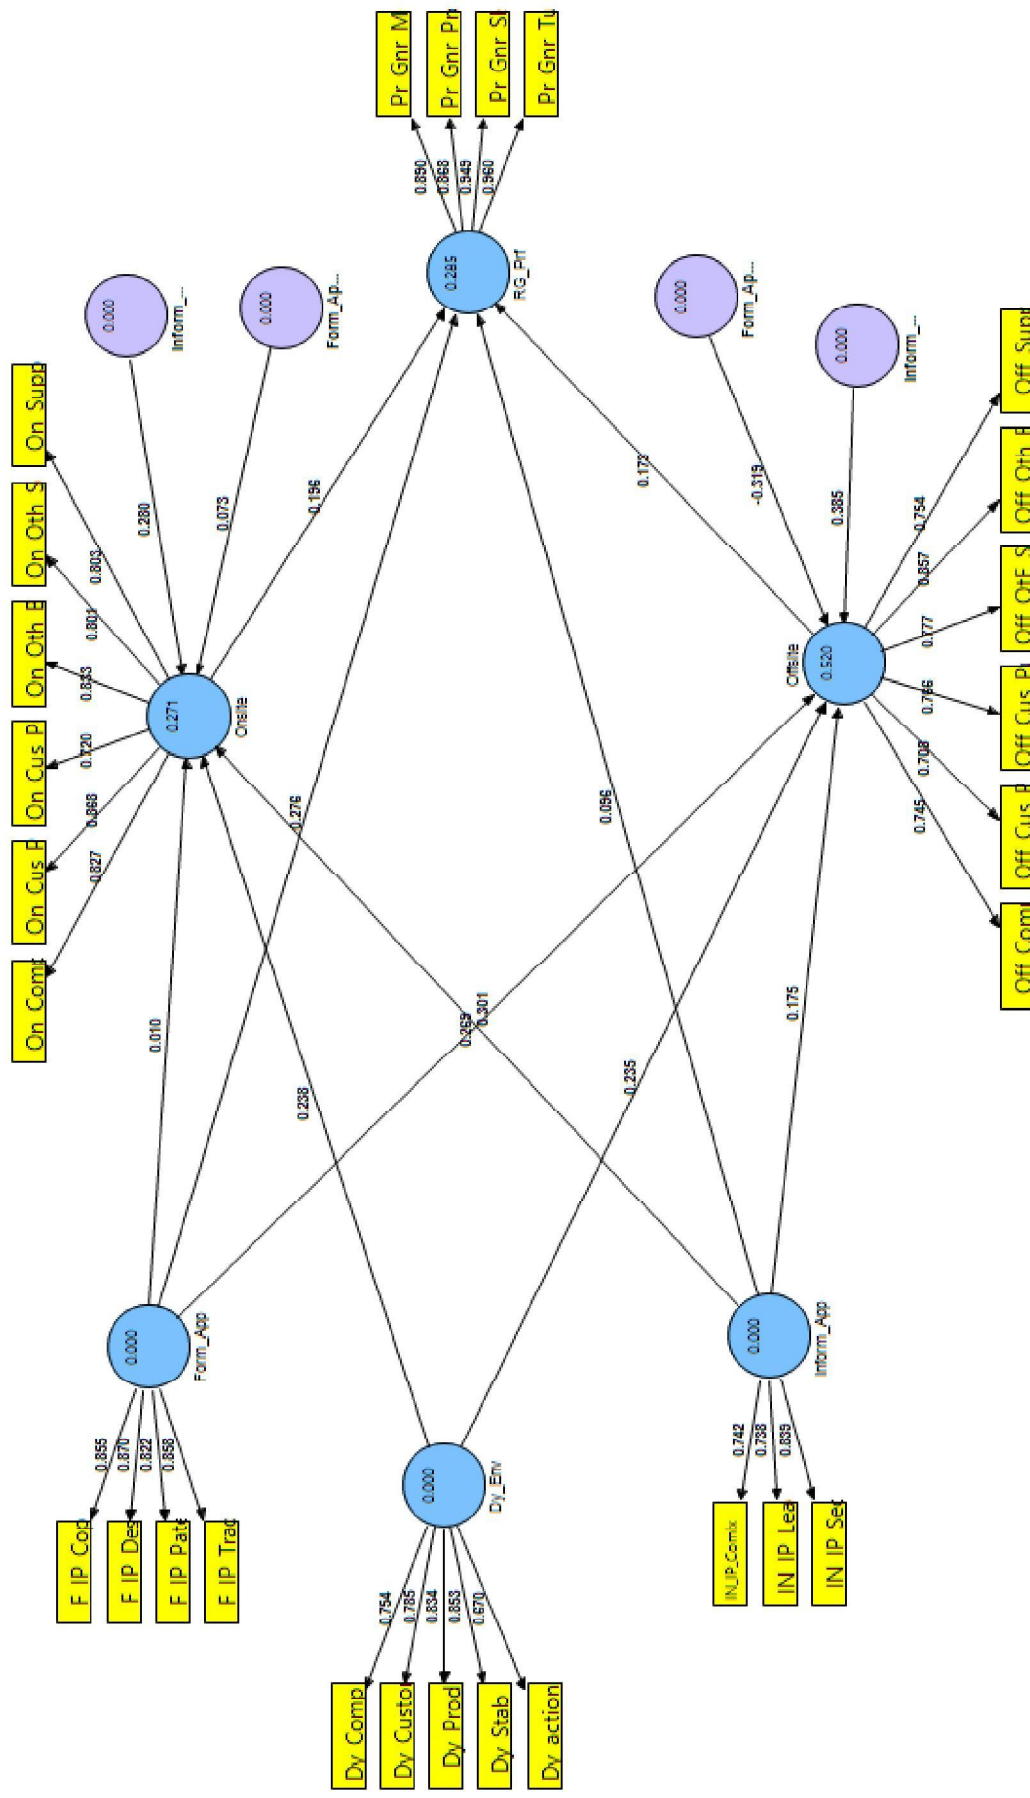 On Supp
On Oth S
On Oth E
On Cus P
On Cus P
On Comp
0.803
0.801
0.833
0.720
0.868
0.827
0.271
Onsite
0.000
Inform_...
0.280
0.000
Form_Ap...
0.073
Pr Gnr M
Pr Gnr Pr
Pr Gnr S
Pr Gnr Tu
0.890
0.868
0.949
0.960
0.285
RG_Prf
0.196
0.276
0.173
0.096
0.000
Form_Ap...
-0.319
0.000
Inform_...
0.385
Offsite
0.520
0.754
0.857
0.777
0.708
0.745
Off Supp
Off Cus P
Off Cus P
Off Comp
0.010
0.238
0.269
0.301
0.235
0.175
0.000
Form_App
0.855
0.870
0.822
0.858
F IP Cop
F IP Des
F IP Pate
F IP Trad
0.000
Dy_Env
0.754
0.785
0.834
0.853
0.670
Dy Comp
Dy Custo
Dy Prod
Dy Stab
Dy action
0.000
Inform_App
0.742
0.738
0.839
IN_IP_Comlx
IN IP Lea
IN IP Sec